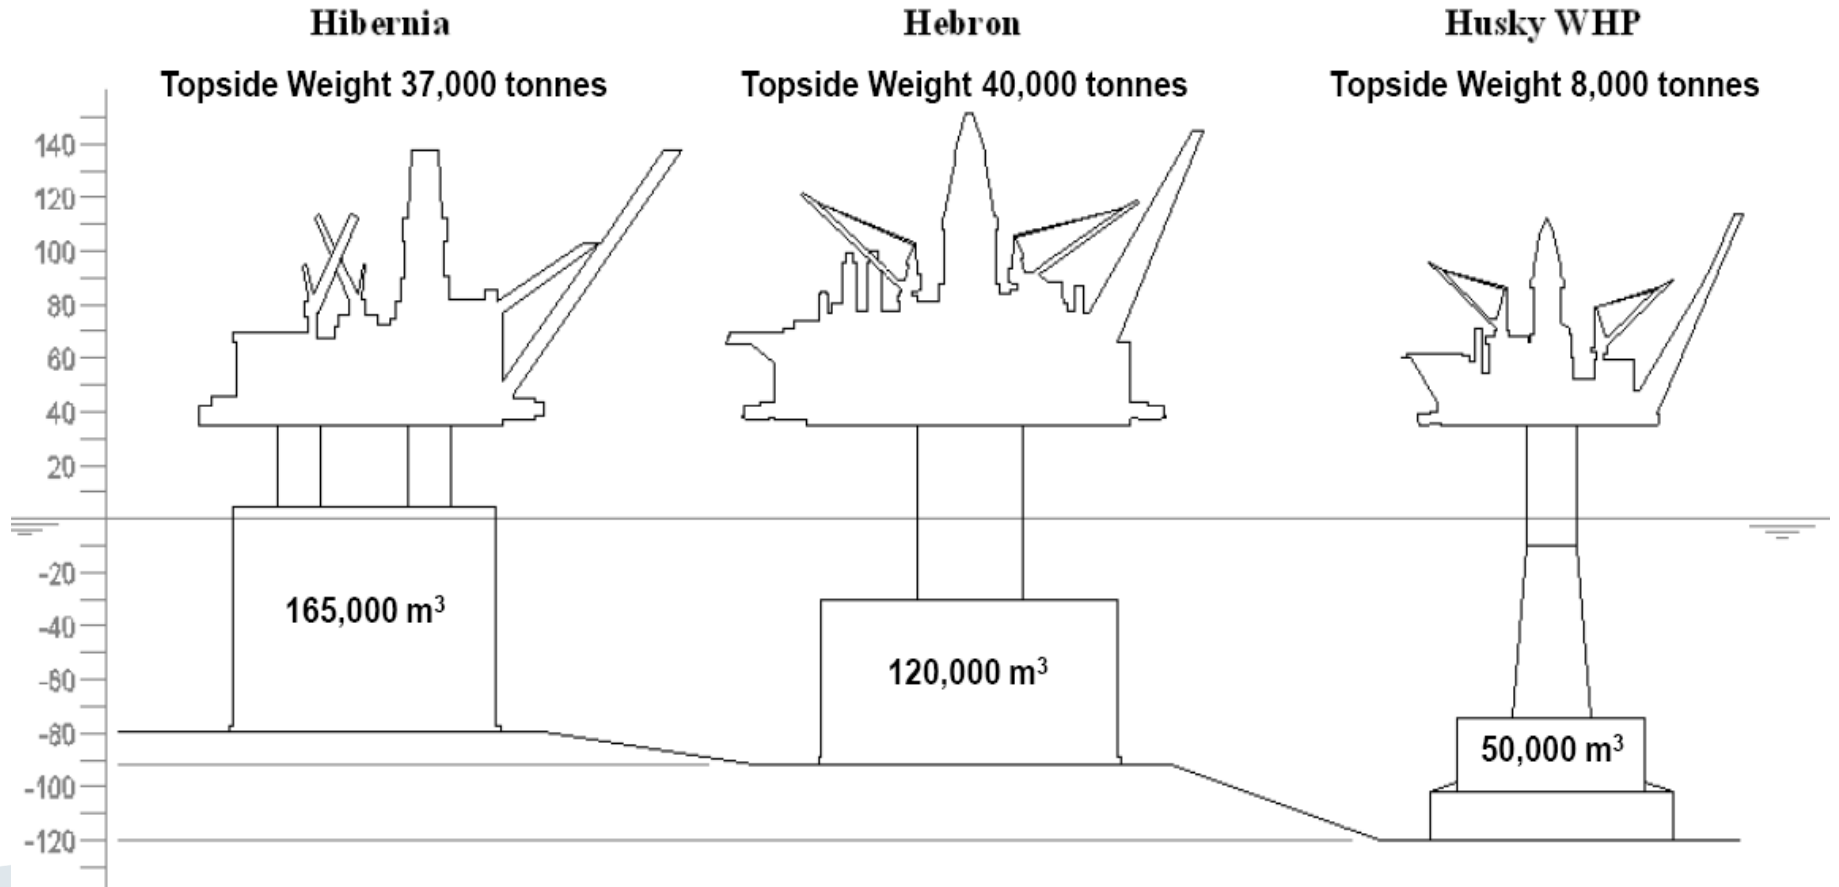 Hibernia
Hebron
Husky WHP
Topside Weight 37,000 tonnes
Topside Weight 40,000 tonnes
Topside Weight 8,000 tonnes
140
120
100
80
60
40
20
-20
-40
-60
-80
-100
-120
165,000 m³
120,000 m³
50,000 m³